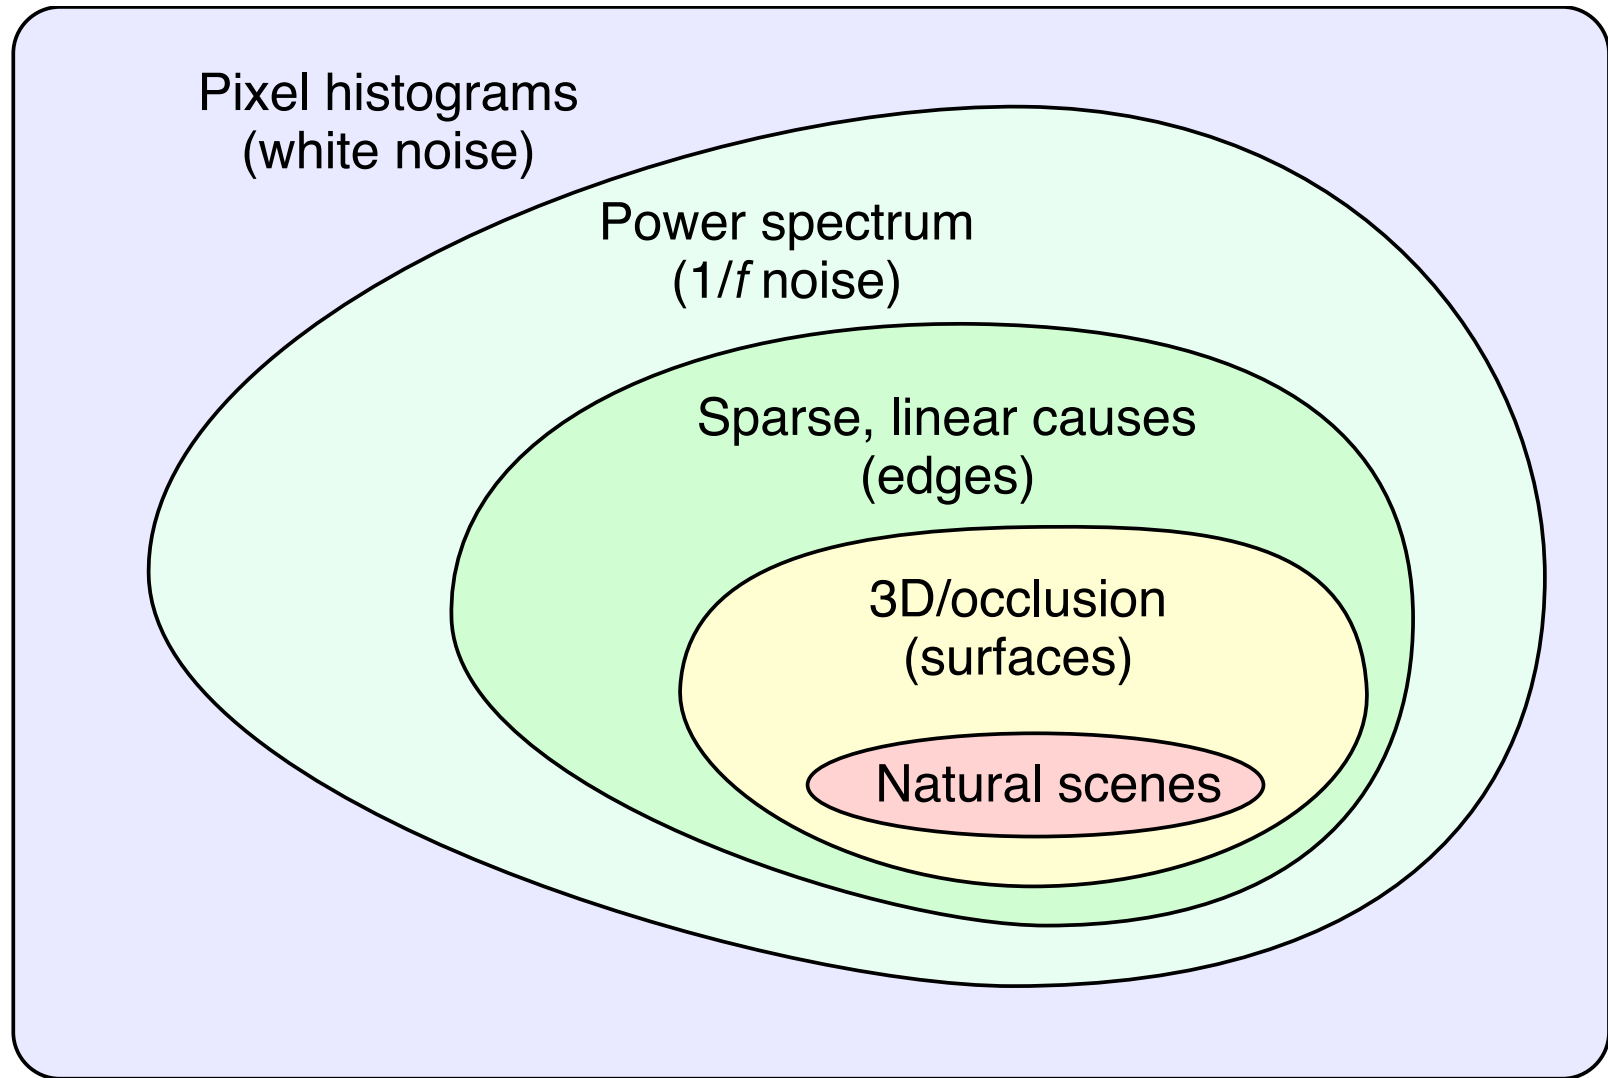 Pixel histograms
(white noise)
Power spectrum
(1/f noise)
Sparse, linear causes
(edges)
3D/occlusion
(surfaces)
Natural scenes